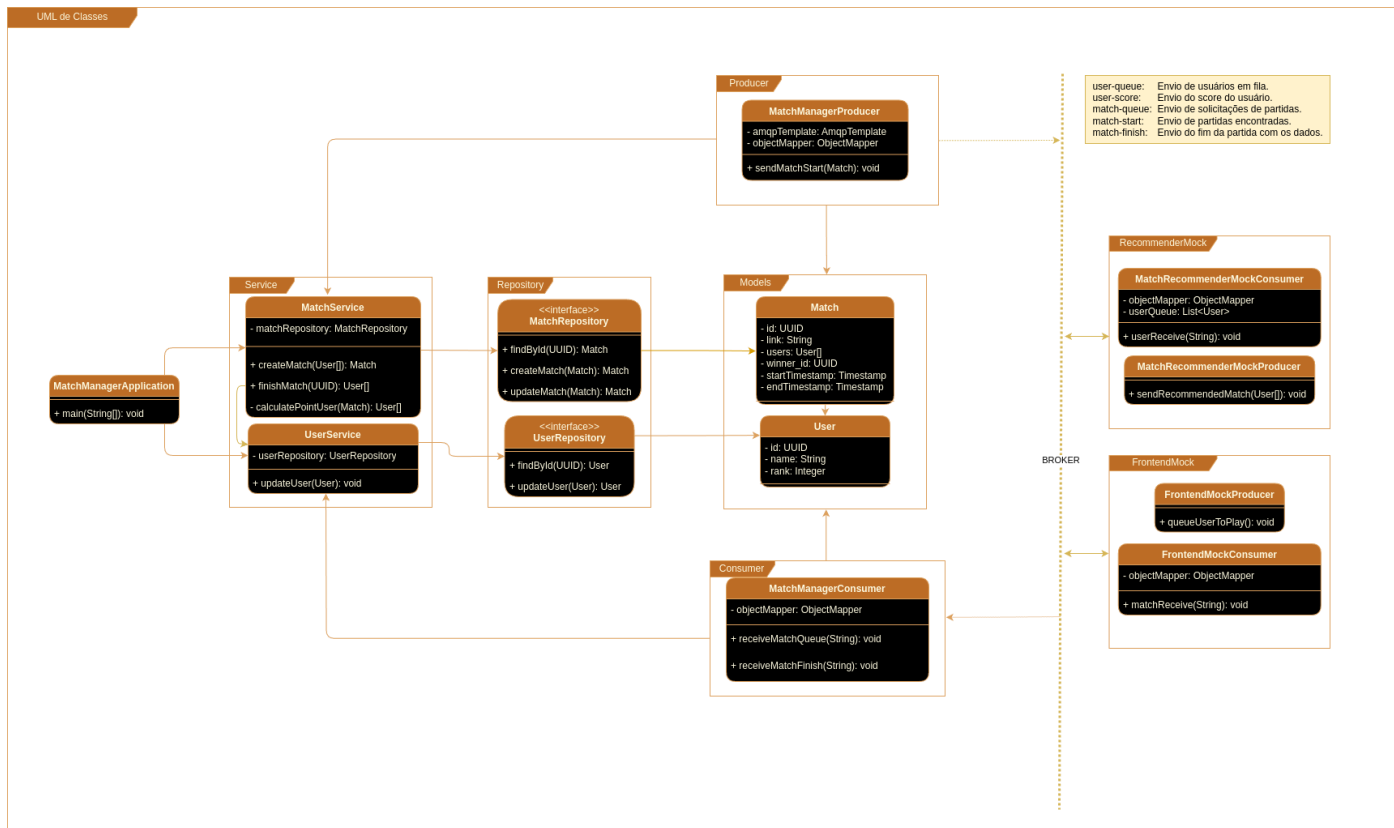 UML de Classes
Producer
MatchManagerProducer
- amqpTemplate: AmqpTemplate
- objectMapper: ObjectMapper
+ sendMatchStart(Match): void
user-queue: Envio de usuários em fila.
user-score: Envio do score do usuário.
match-queue: Envio de solicitações de partidas.
match-start: Envio de partidas encontradas.
match-finish: Envio do fim da partida com os dados.
MatchManagerApplication
+ main(String[]): void
Service
MatchService
- matchRepository: MatchRepository
+ createMatch(User[]): Match
+ finishMatch(UUID): User[]
- calculatePointUser(Match): User[]
UserService
- userRepository: UserRepository
+ updateUser(User): void
Repository
<<interface>>
MatchRepository
+ findById(UUID): Match
+ createMatch(Match): Match
+ updateMatch(Match): Match
<<interface>>
UserRepository
+ findById(UUID): User
+ updateUser(User): User
Models
Match
- id: UUID
- link: String
- users: User[]
- winner_id: UUID
- startTimestamp: Timestamp
- endTimestamp: Timestamp
User
- id: UUID
- name: String
- rank: Integer
Consumer
MatchManagerConsumer
- objectMapper: ObjectMapper
+ receiveMatchQueue(String): void
+ receiveMatchFinish(String): void
BROKER
RecommenderMock
MatchRecommenderMockConsumer
- objectMapper: ObjectMapper
- userQueue: List<User>
+ userReceive(String): void
MatchRecommenderMockProducer
+ sendRecommendedMatch(User[]): void
FrontendMock
FrontendMockProducer
+ queueUserToPlay(): void
FrontendMockConsumer
- objectMapper: ObjectMapper
+ matchReceive(String): void